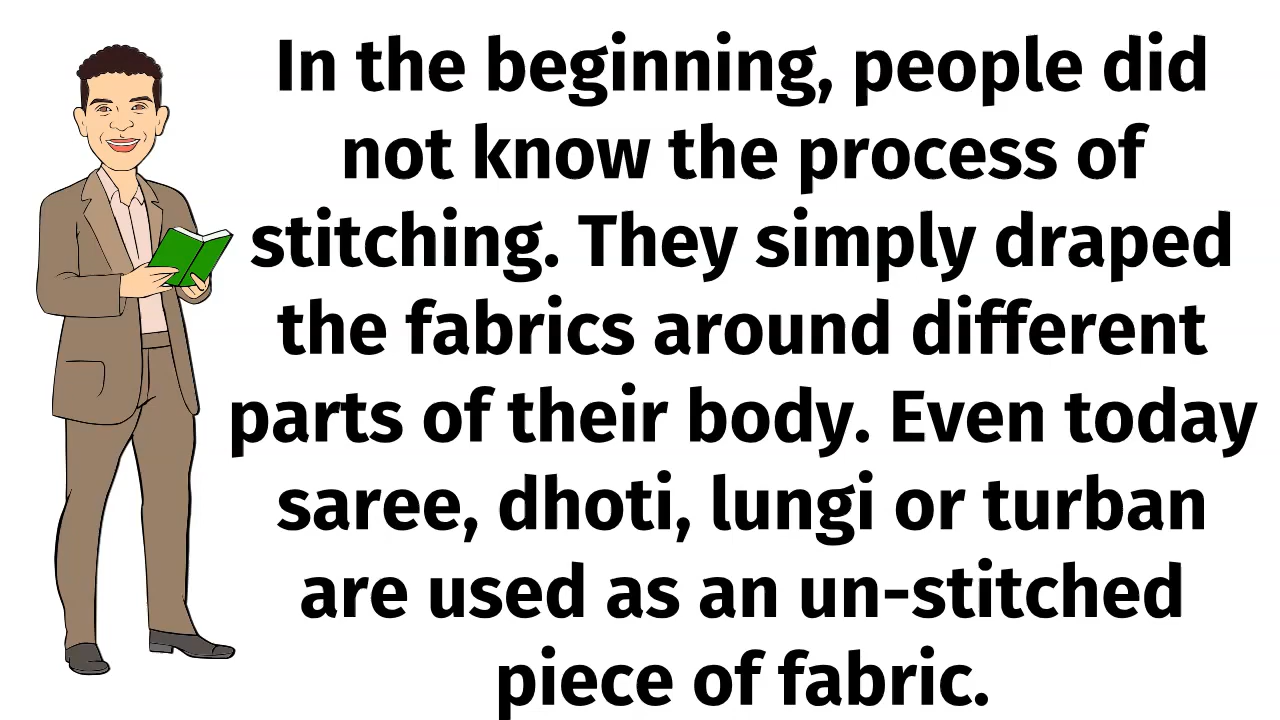 In the beginning, people did
not know the process of
stitching. They simply draped
the fabrics around different
parts of their body. Even today
saree, dhoti, lungi or turban
are used as an un-stitched
piece of fabric.